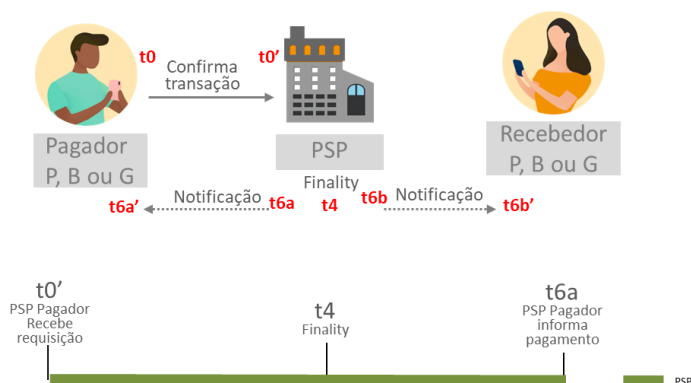 t0
t0’
Confirma
transação
Pagador
P, B ou G
PSP
Recebedor
P, B ou G
Finality
Notificação
t6a
t4
t6b
Notificação
t6a’
t6b’
t0’
PSP Pagador
Recebe
requisição
t4
Finality
t6a
PSP Pagador
informa
pagamento
PSP